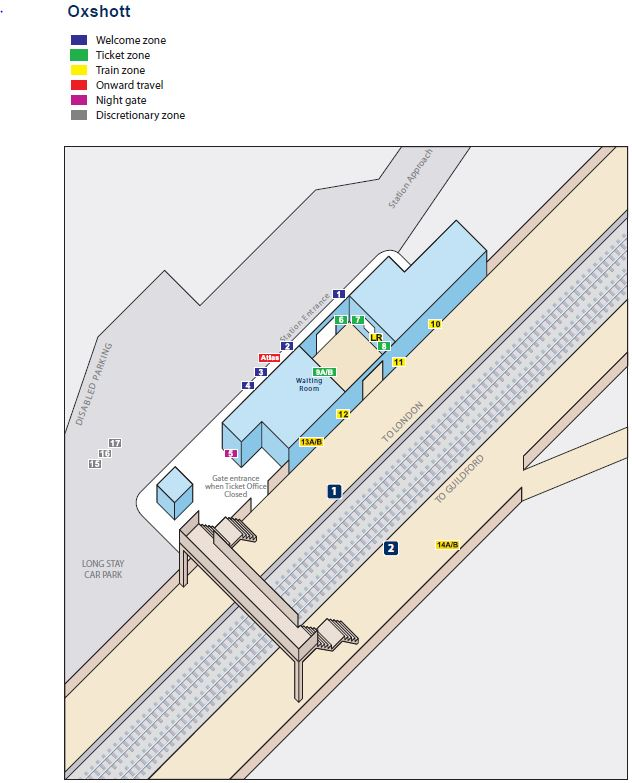 Oxshott
Welcome zone
Ticket zone
Train zone
Onward travel
Night gate
Discretionary zone
Station Approach
Station Entrance
1
2
Atlas
3
4
6
7
LR
8
9A/B
Waiting
Room
10
11
12
13A/B
5
Gate entrance
when Ticket Office
Closed
DISABLED PARKING
17
16
15
LONG STAY
CAR PARK
TO LONDON
TO GUILDFORD
1
2
14A/B